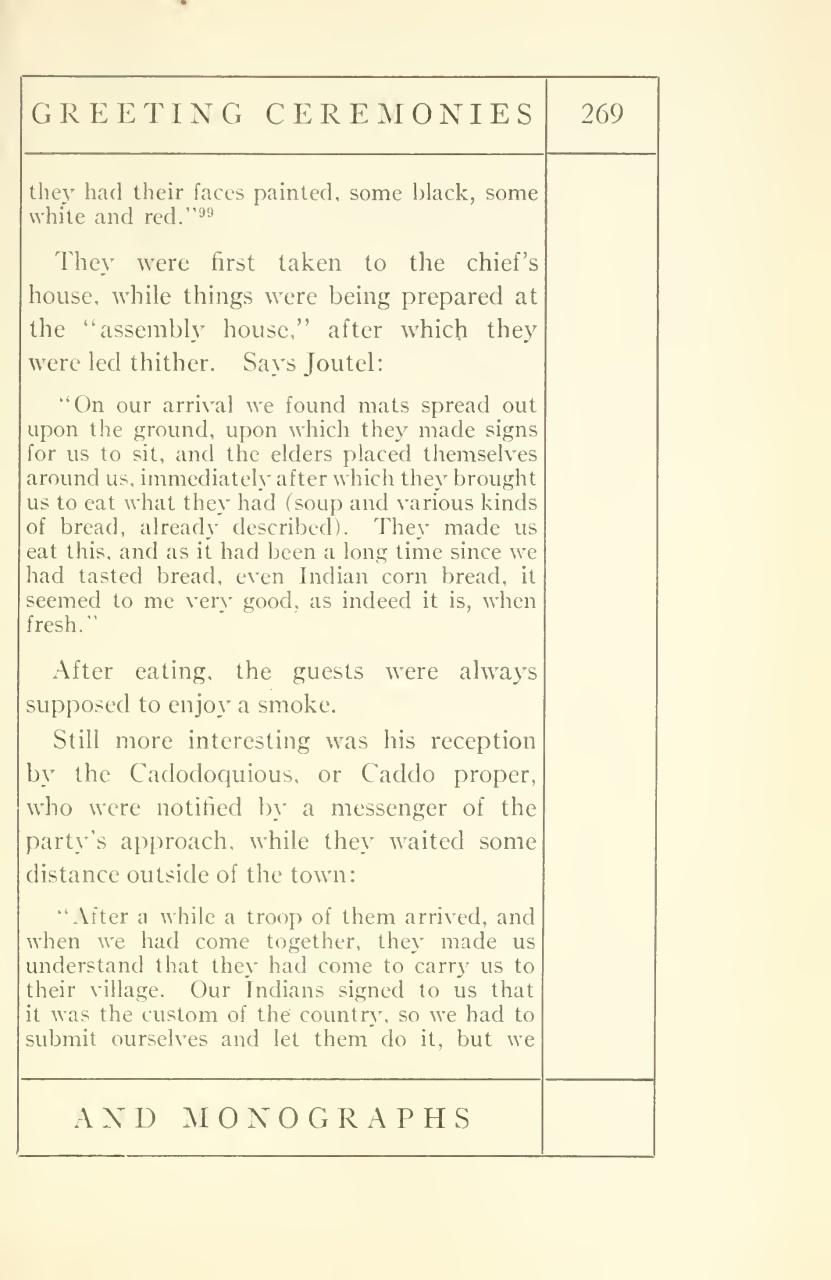 GREETING CEREMONIES 269
they had their faces painted, some black, some
white and red."99
They were first taken to the chief's
house, while things were being prepared at
the "assembly house," after which they
were led thither. Says Joutel:
"On our arrival we found mats spread out
upon the ground, upon which they made signs
for us to sit, and the elders placed themselves
around us, immediately after which they brought
us to eat what they had (soup and various kinds
of bread, already described). They made us
eat this, and as it had been a long time since we
had tasted bread, even Indian corn bread, it
seemed to me very good, as indeed it is, when
fresh."
After eating, the guests were always
supposed to enjoy a smoke.
Still more interesting was his reception
by the Cadodoquious, or Caddo proper,
who were notified by a messenger of the
party's approach, while they waited some
distance outside of the town:
"After a while a troop of them arrived, and
when we had come together, they made us
understand that they had come to carry us to
their village. Our Indians signed to us that
it was the custom of the country, so we had to
submit ourselves and let them do it, but we
AND MONOGRAPHS